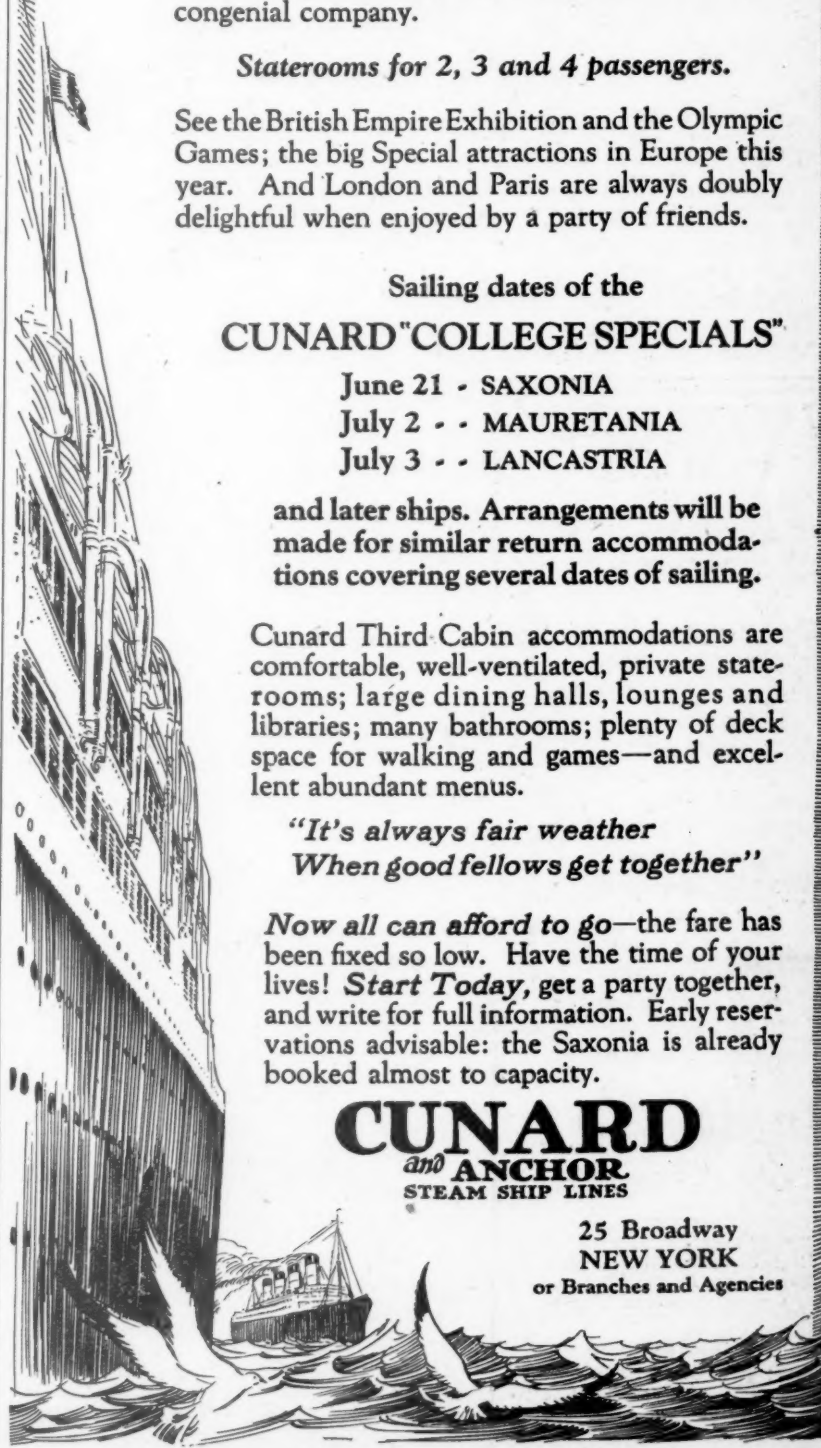 congenial company.
Staterooms for 2, 3 and 4 passengers.
See the British Empire Exhibition and the Olympic
Games; the big Special attractions in Europe this
year. And London and Paris are always doubly
delightful when enjoyed by a party of friends.
Sailing dates of the
CUNARD "COLLEGE SPECIALS"
June 21 - SAXONIA
July 2 - - MAURETANIA
July 3 - - LANCASTRIA
and later ships. Arrangements will be
made for similar return accommoda-
tions covering several dates of sailing.
Cunard Third Cabin accommodations are
comfortable, well-ventilated, private state-
rooms; large dining halls, lounges and
libraries; many bathrooms; plenty of deck
space for walking and games—and excel-
lent abundant menus.
"It's always fair weather
When good fellows get together"
Now all can afford to go—the fare has
been fixed so low. Have the time of your
lives! Start Today, get a party together,
and write for full information. Early reser-
vations advisable: the Saxonia is already
booked almost to capacity.
CUNARD
and ANCHOR
STEAM SHIP LINES
25 Broadway
NEW YORK
or Branches and Agencies